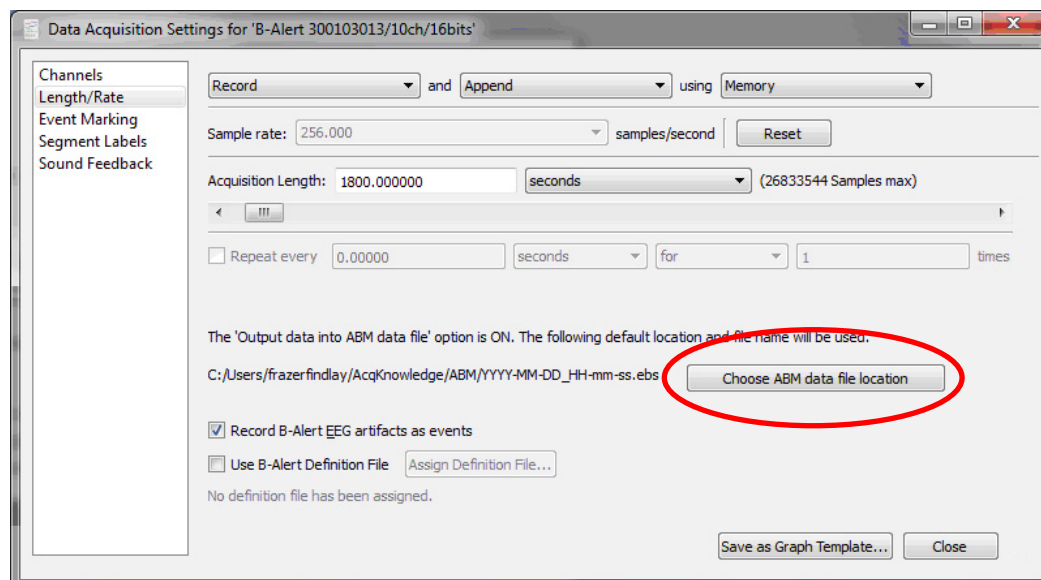 Data Acquisition Settings for 'B-Alert 300103013/10ch/16bits'
Channels
Length/Rate
Event Marking
Segment Labels
Sound Feedback
Record and Append using Memory
Sample rate: 256.000 samples/second Reset
Acquisition Length: 1800.000000 seconds (26833544 Samples max)
Repeat every 0.00000 seconds for 1 times
The 'Output data into ABM data file' option is ON. The following default location and file name will be used.
C:/Users/frazerfindlay/AcqKnowledge/ABM/YYYY-MM-DD_HH-mm-ss.ebs Choose ABM data file location
Record B-Alert EEG artifacts as events
Use B-Alert Definition File Assign Definition File...
No definition file has been assigned.
Save as Graph Template... Close